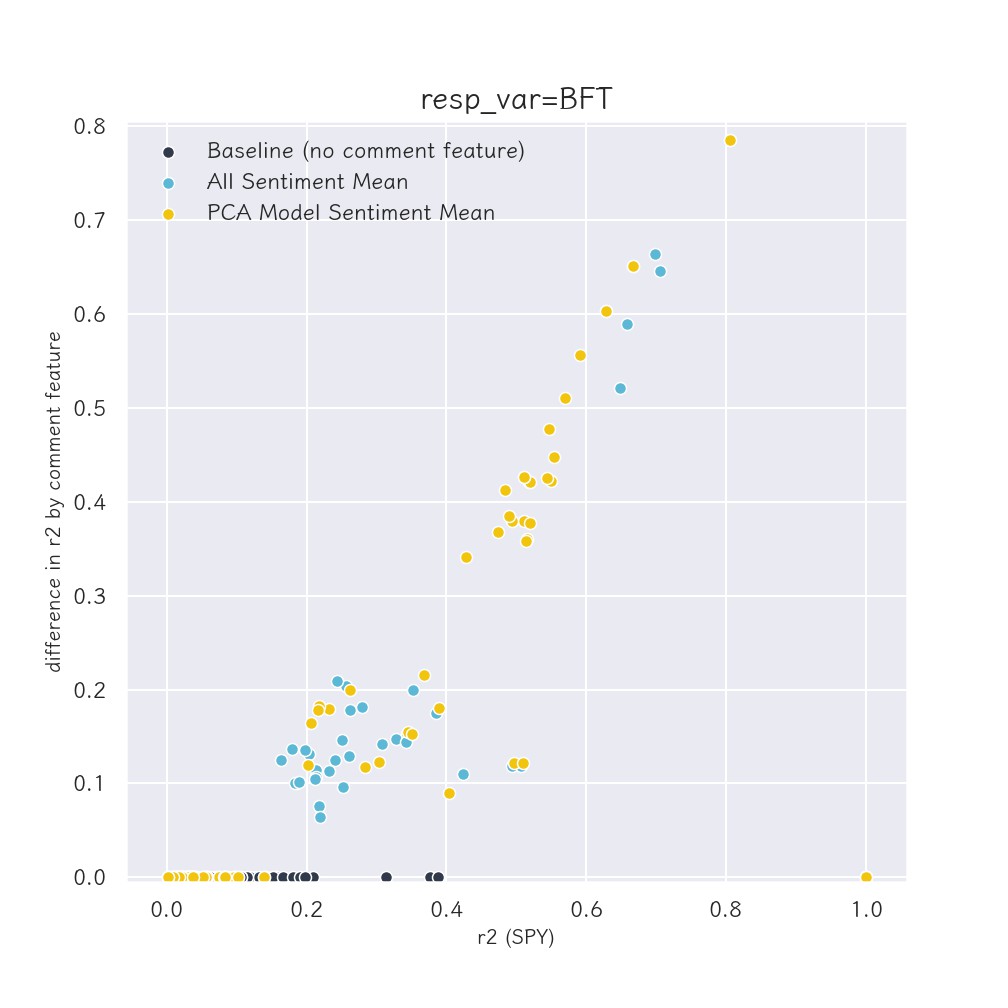 resp_var=BFT
0.8
Baseline (no comment feature)
All Sentiment Mean
PCA Model Sentiment Mean
0.7
0.6
0.5
0.4
0.3
0.2
0.1
0.0
difference in r2 by comment feature
0.0 0.2 0.4 0.6 0.8 1.0
r2 (SPY)